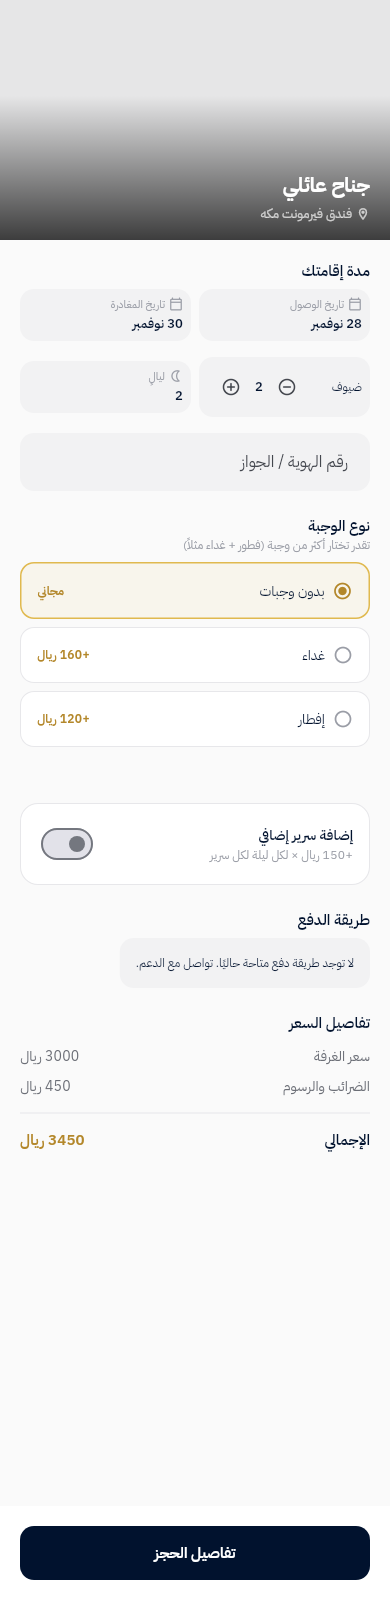 جناح عائلي
فندق فيرمونت مكه
مدة إقامتك
تاريخ الوصول
28 نوفمبر
تاريخ المغادرة
30 نوفمبر
ضيوف
2
ليالٍ
2
رقم الهوية / الجواز
نوع الوجبة
تقدر تختار أكثر من وجبة (فطور + غداء مثلاً)
بدون وجبات
مجاني
غداء
+160 ريال
إفطار
+120 ريال
إضافة سرير إضافي
+150 ريال × لكل ليلة لكل سرير
طريقة الدفع
لا توجد طريقة دفع متاحة حاليًا. تواصل مع الدعم.
تفاصيل السعر
سعر الغرفة
3000 ريال
الضرائب والرسوم
450 ريال
الإجمالي
3450 ريال
تفاصيل الحجز